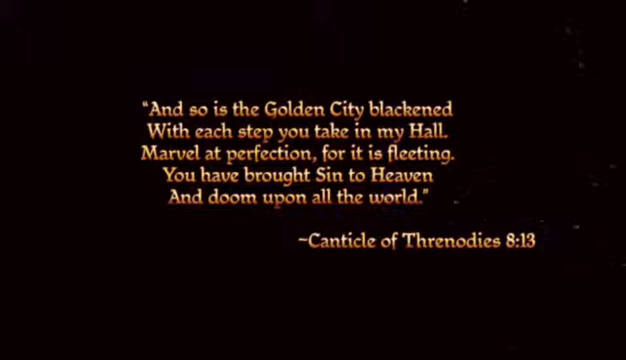 “And so is the Golden City blackened
With each step you take in my Hall.
Marvel at perfection, for it is fleeting.
You have brought Sin to Heaven
And doom upon all the world.”
~Canticle of Threnodies 8:13